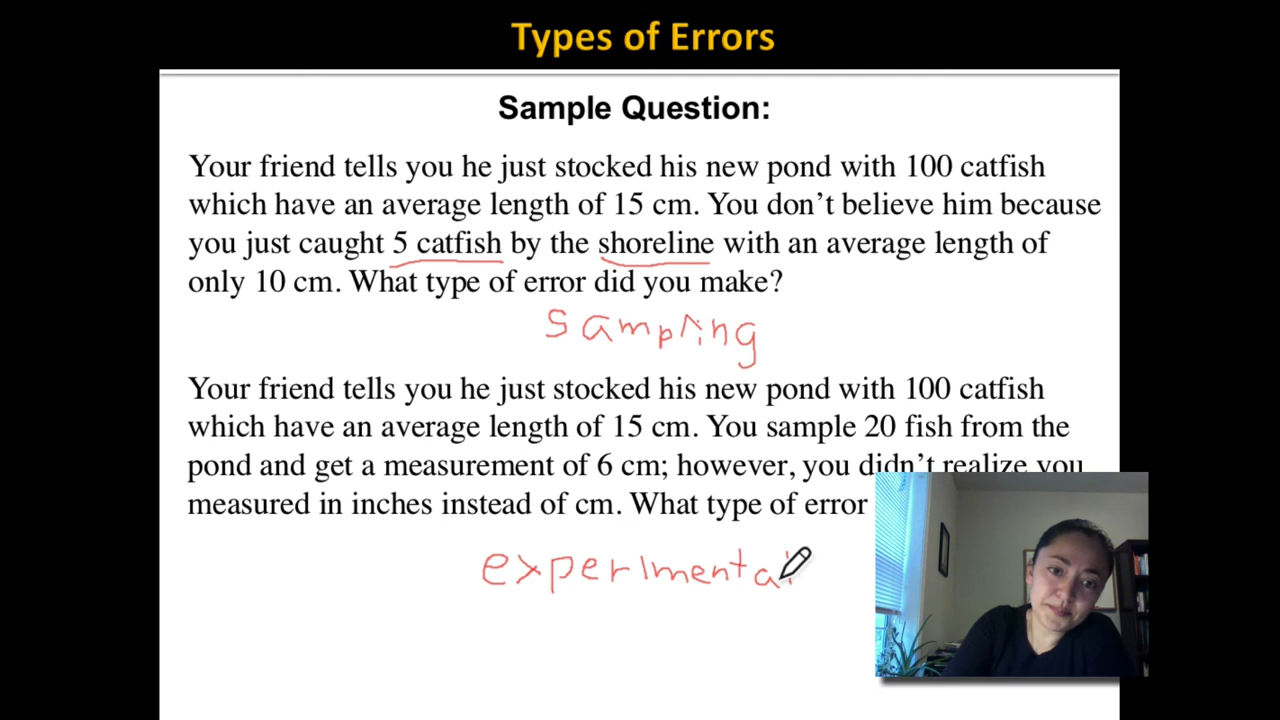 Types of Errors
Sample Question:
Your friend tells you he just stocked his new pond with 100 catfish
which have an average length of 15 cm. You don't believe him because
you just caught 5 catfish by the shoreline with an average length of
only 10 cm. What type of error did you make?
sampling
Your friend tells you he just stocked his new pond with 100 catfish
which have an average length of 15 cm. You sample 20 fish from the
pond and get a measurement of 6 cm; however, you didn't realize you
measured in inches instead of cm. What type of error
experimental